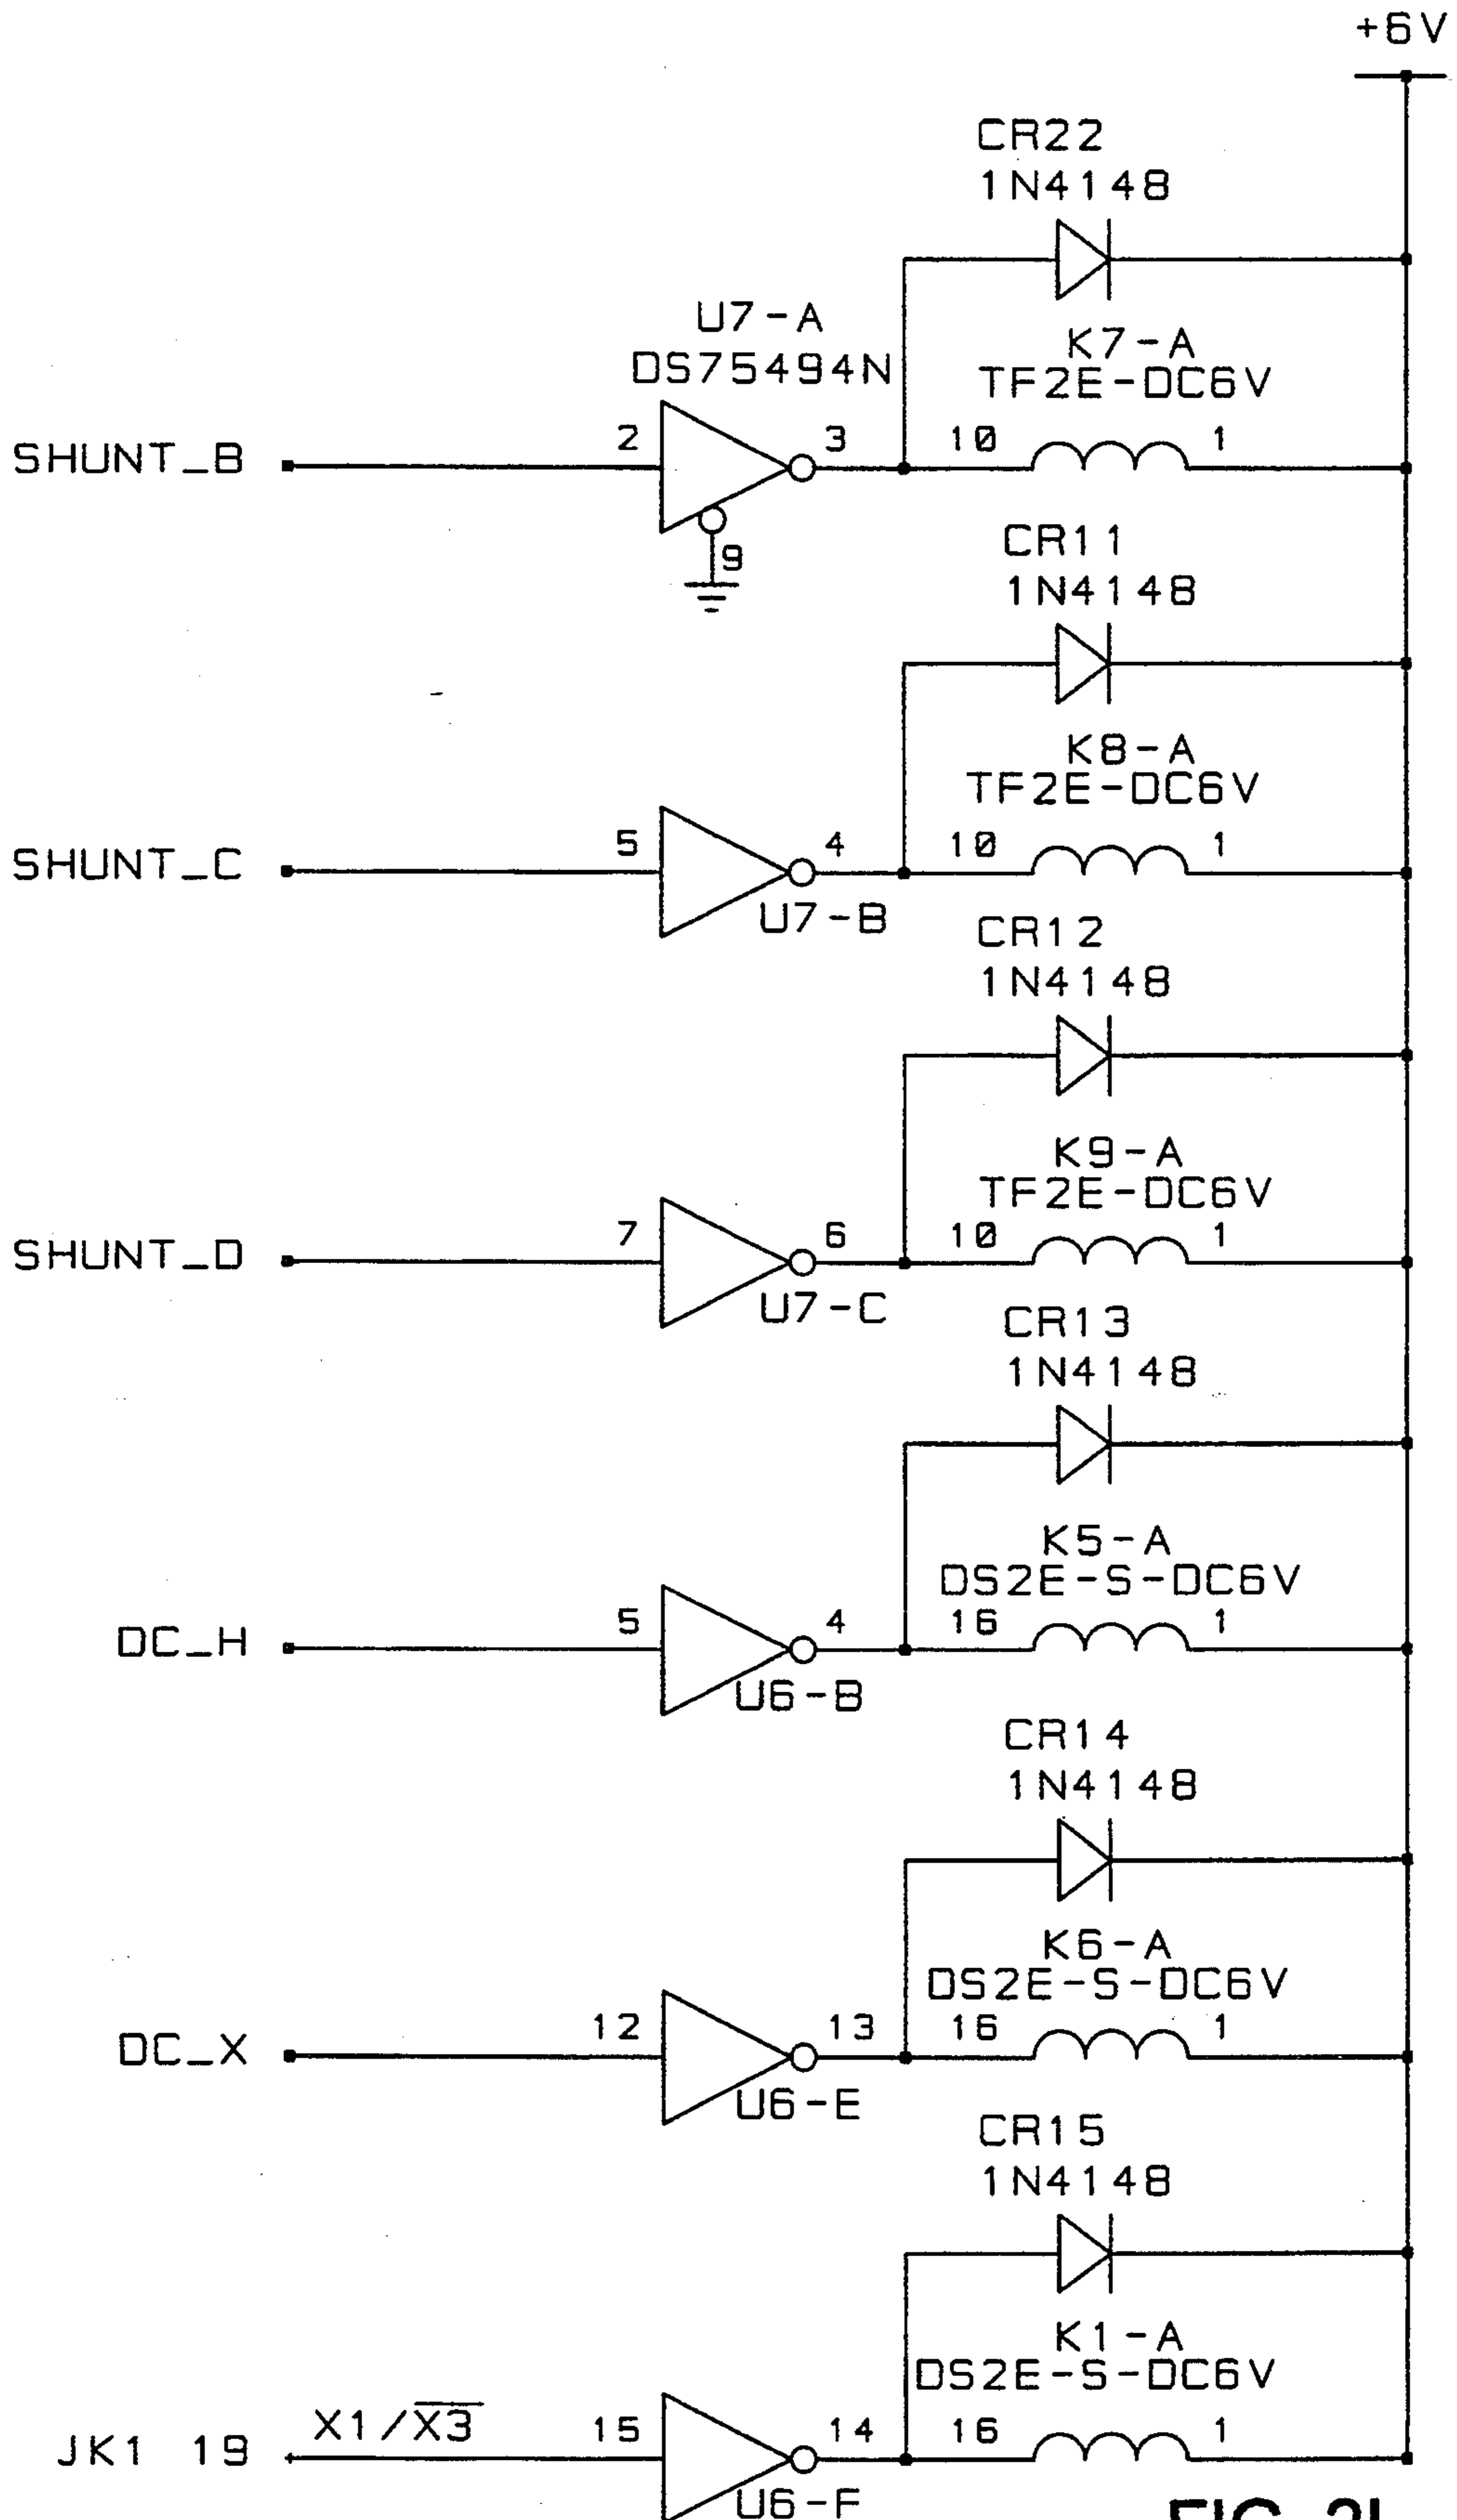 +6V
CR22
1N4148
U7-A
DS75494N
K7-A
TF2E-DC6V
SHUNT_B
2
3
10
1
9
CR11
1N4148
K8-A
TF2E-DC6V
SHUNT_C
5
4
10
1
U7-B
CR12
1N4148
K9-A
TF2E-DC6V
SHUNT_D
7
6
10
1
U7-C
CR13
1N4148
K5-A
DS2E-S-DC6V
DC_H
5
4
16
1
U6-B
CR14
1N4148
K6-A
DS2E-S-DC6V
DC_X
12
13
16
1
U6-E
CR15
1N4148
K1-A
DS2E-S-DC6V
JK1 19
X1/X̅3̅
15
14
16
1
U6-F